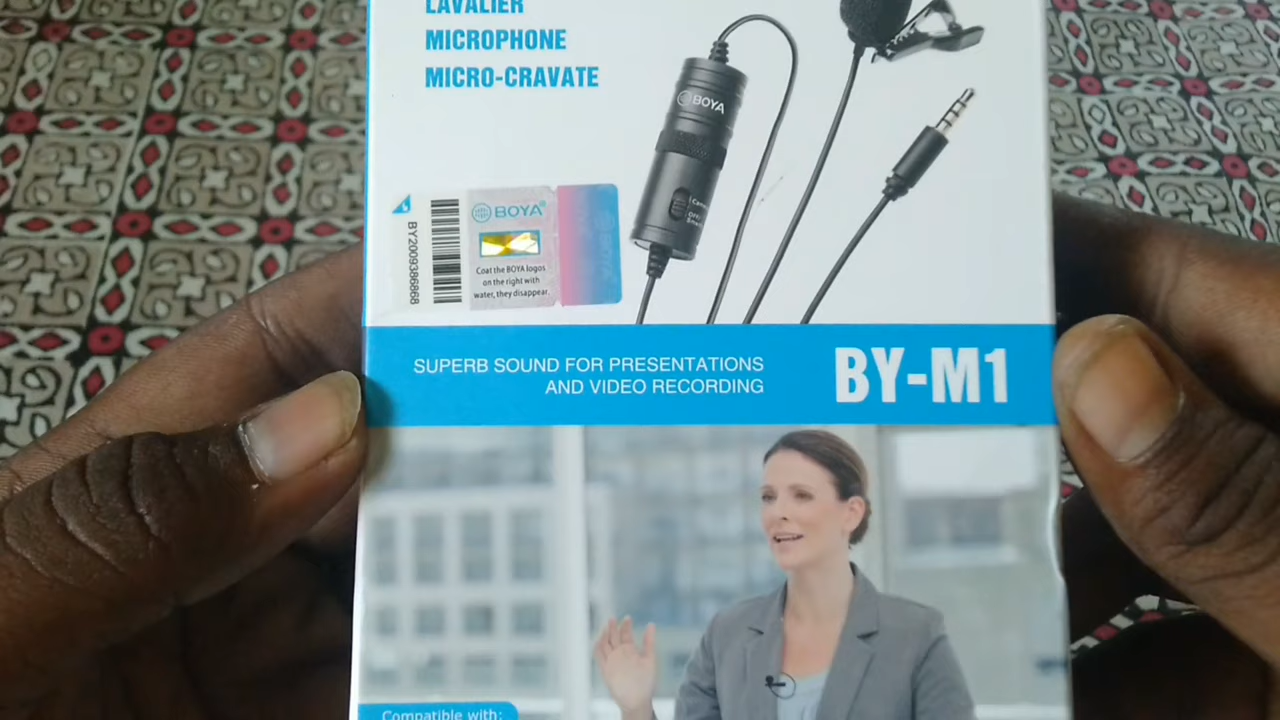 LAVALIER
MICROPHONE
MICRO-CRAVATE
BOYA
BY2009386868
BOYA
Coat the BOYA logos
on the right with
water, they disappear.
SUPERB SOUND FOR PRESENTATIONS
AND VIDEO RECORDING
BY-M1
Compatible with: